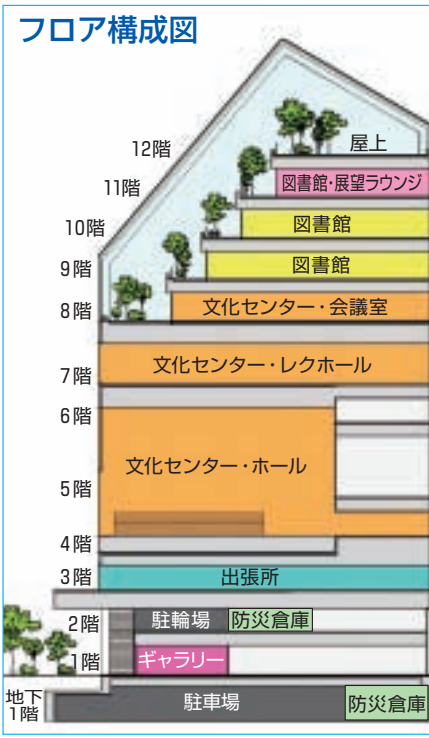 フロア構成図
12階
屋上
11階
図書館・展望ラウンジ
10階
図書館
9階
図書館
8階
文化センター・会議室
7階
文化センター・レクホール
6階
文化センター・ホール
5階
4階
3階
出張所
2階
駐輪場
防災倉庫
1階
ギャラリー
地下
1階
駐車場
防災倉庫